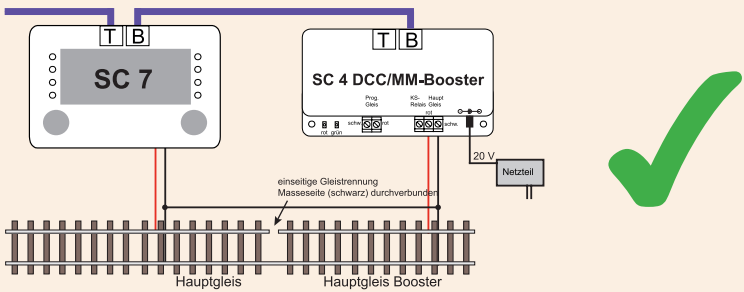 T B
T B
SC 7
SC 4 DCC/MM-Booster
Prog.
Gleis
KS-
Relais
Haupt
Gleis
rot
rot grün
schw.
rot
schw.
20 V
Netzteil
einseitige Gleistrennung
Masseseite (schwarz) durchverbunden
Hauptgleis
Hauptgleis Booster